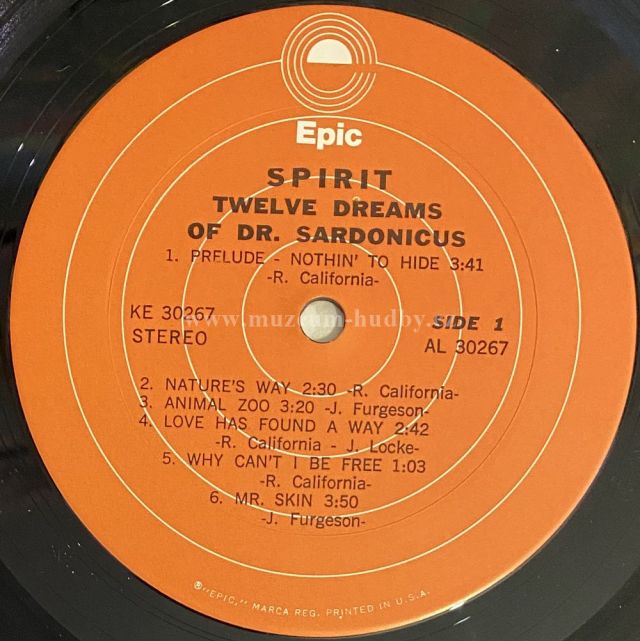 Epic
SPIRIT
TWELVE DREAMS
OF DR. SARDONICUS
1. PRELUDE - NOTHIN' TO HIDE 3:41
-R. California-
KE 30267
STEREO
SIDE 1
AL 30267
2. NATURE'S WAY 2:30 -R. California-
3. ANIMAL ZOO 3:20 -J. Furgeson-
4. LOVE HAS FOUND A WAY 2:42
-R. California - J. Locke-
5. WHY CAN'T I BE FREE 1:03
-R. California-
6. MR. SKIN 3:50
-J. Furgeson-
®"EPIC," MARCA REG. PRINTED IN U.S.A.
www.muzeum-hudby.